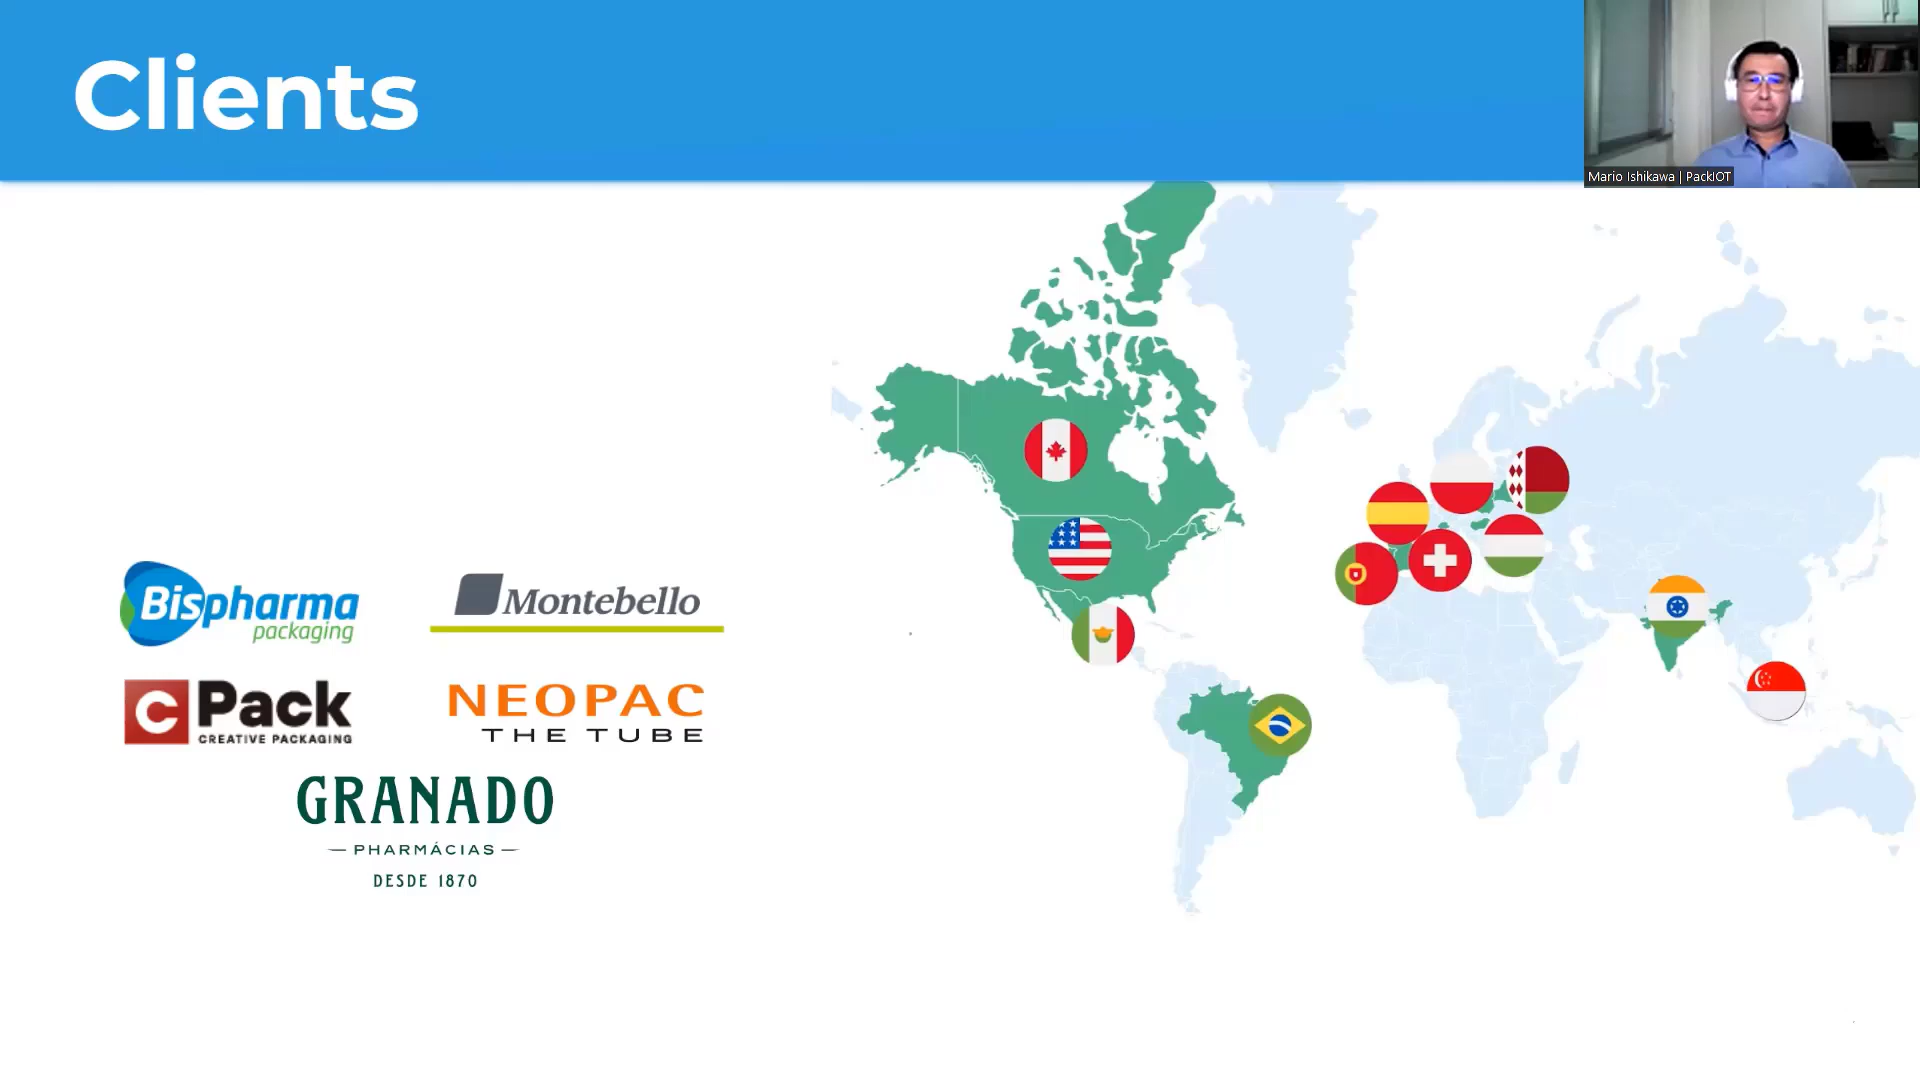 Clients
Mario Ishikawa | PackIOT
Bispharma
packaging
Montebello
C Pack
CREATIVE PACKAGING
NEOPAC
THE TUBE
GRANADO
PHARMÁCIAS
DESDE 1870